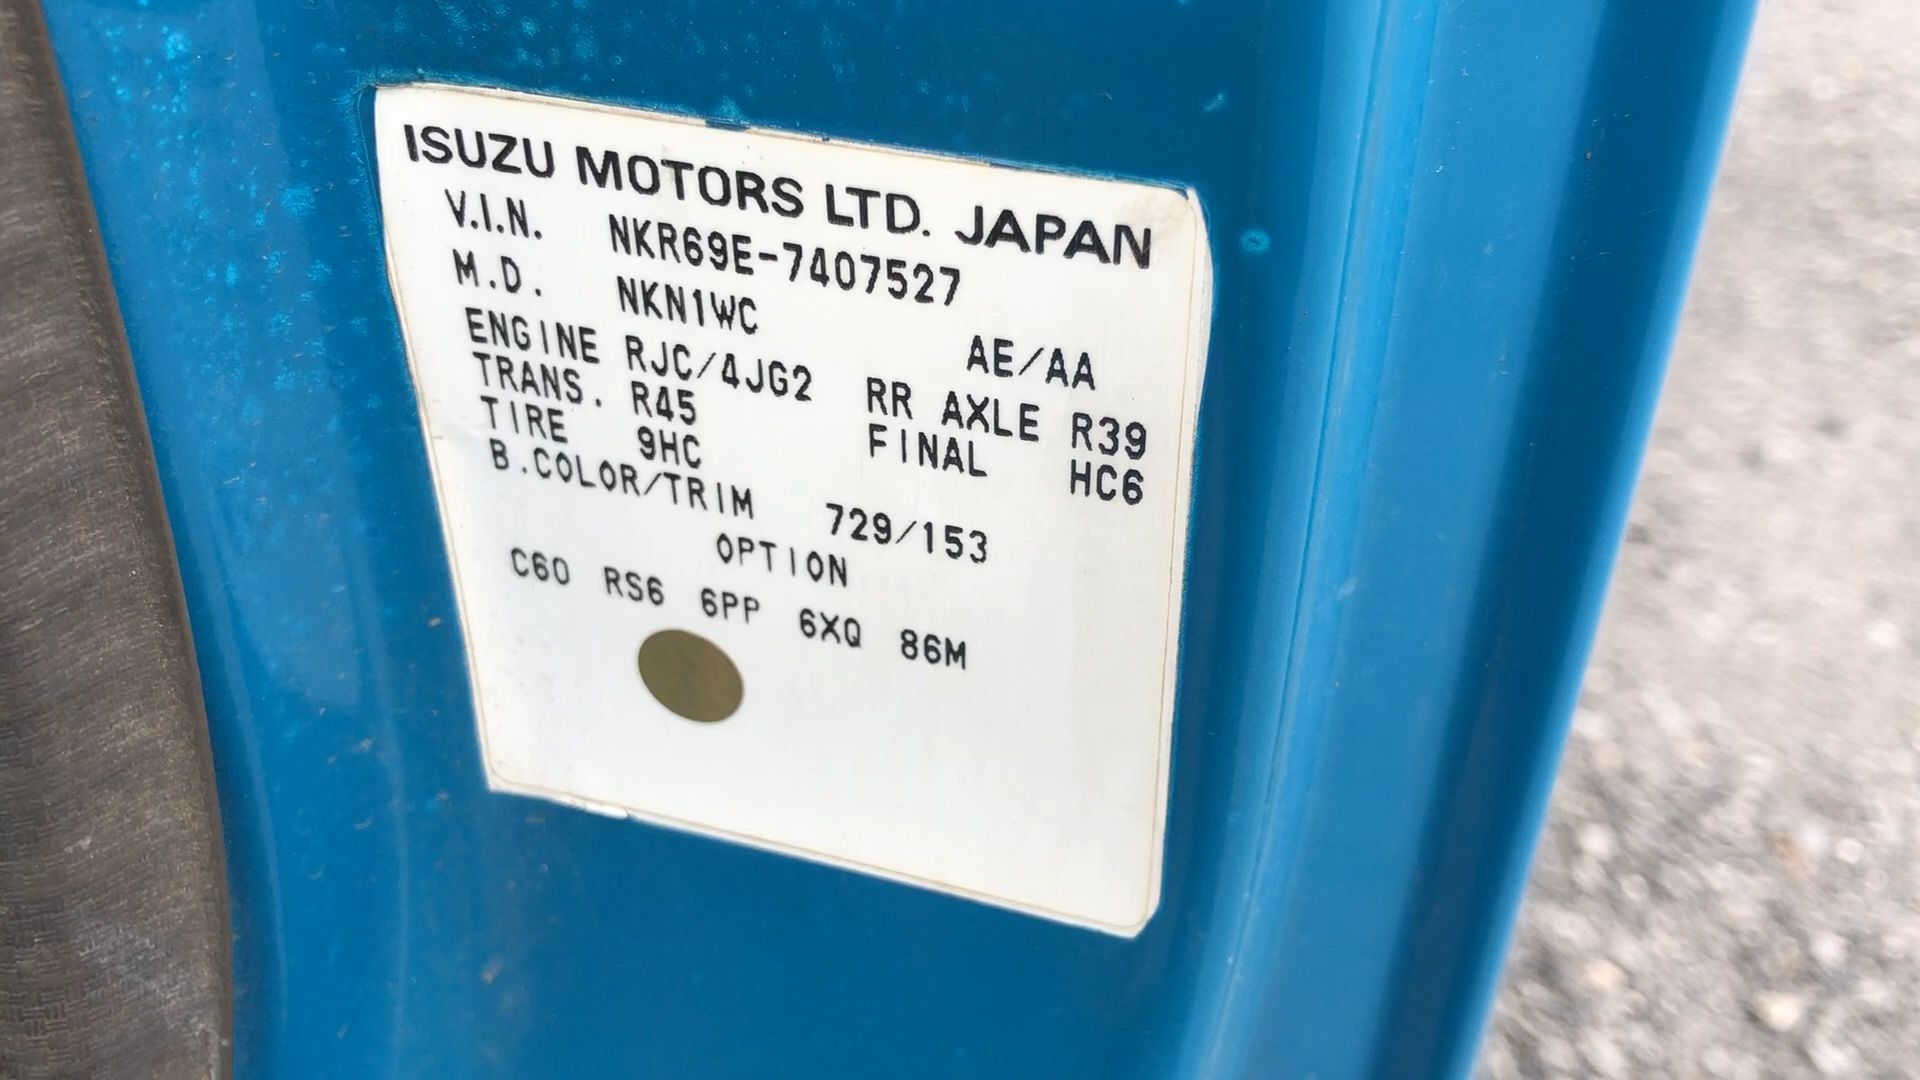 ISUZU MOTORS LTD. JAPAN
V.I.N. NKR69E-7407527
M.D. NKN1WC AE/AA
ENGINE RJC/4JG2 RR AXLE R39
TRANS. R45 FINAL HC6
TIRE 9HC
B.COLOR/TRIM 729/153
OPTION
C60 RS6 6PP 6XQ 86M